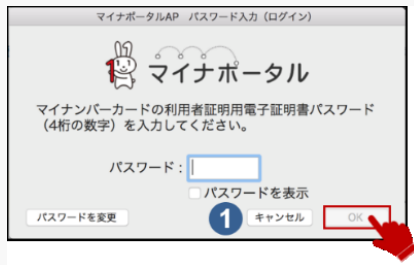 マイナポータルAP　パスワード入力（ログイン）
マイナポータル
マイナンバーカードの利用者証明用電子証明書パスワード
（4桁の数字）を入力してください。
パスワード：
パスワードを表示
パスワードを変更 1 キャンセル OK